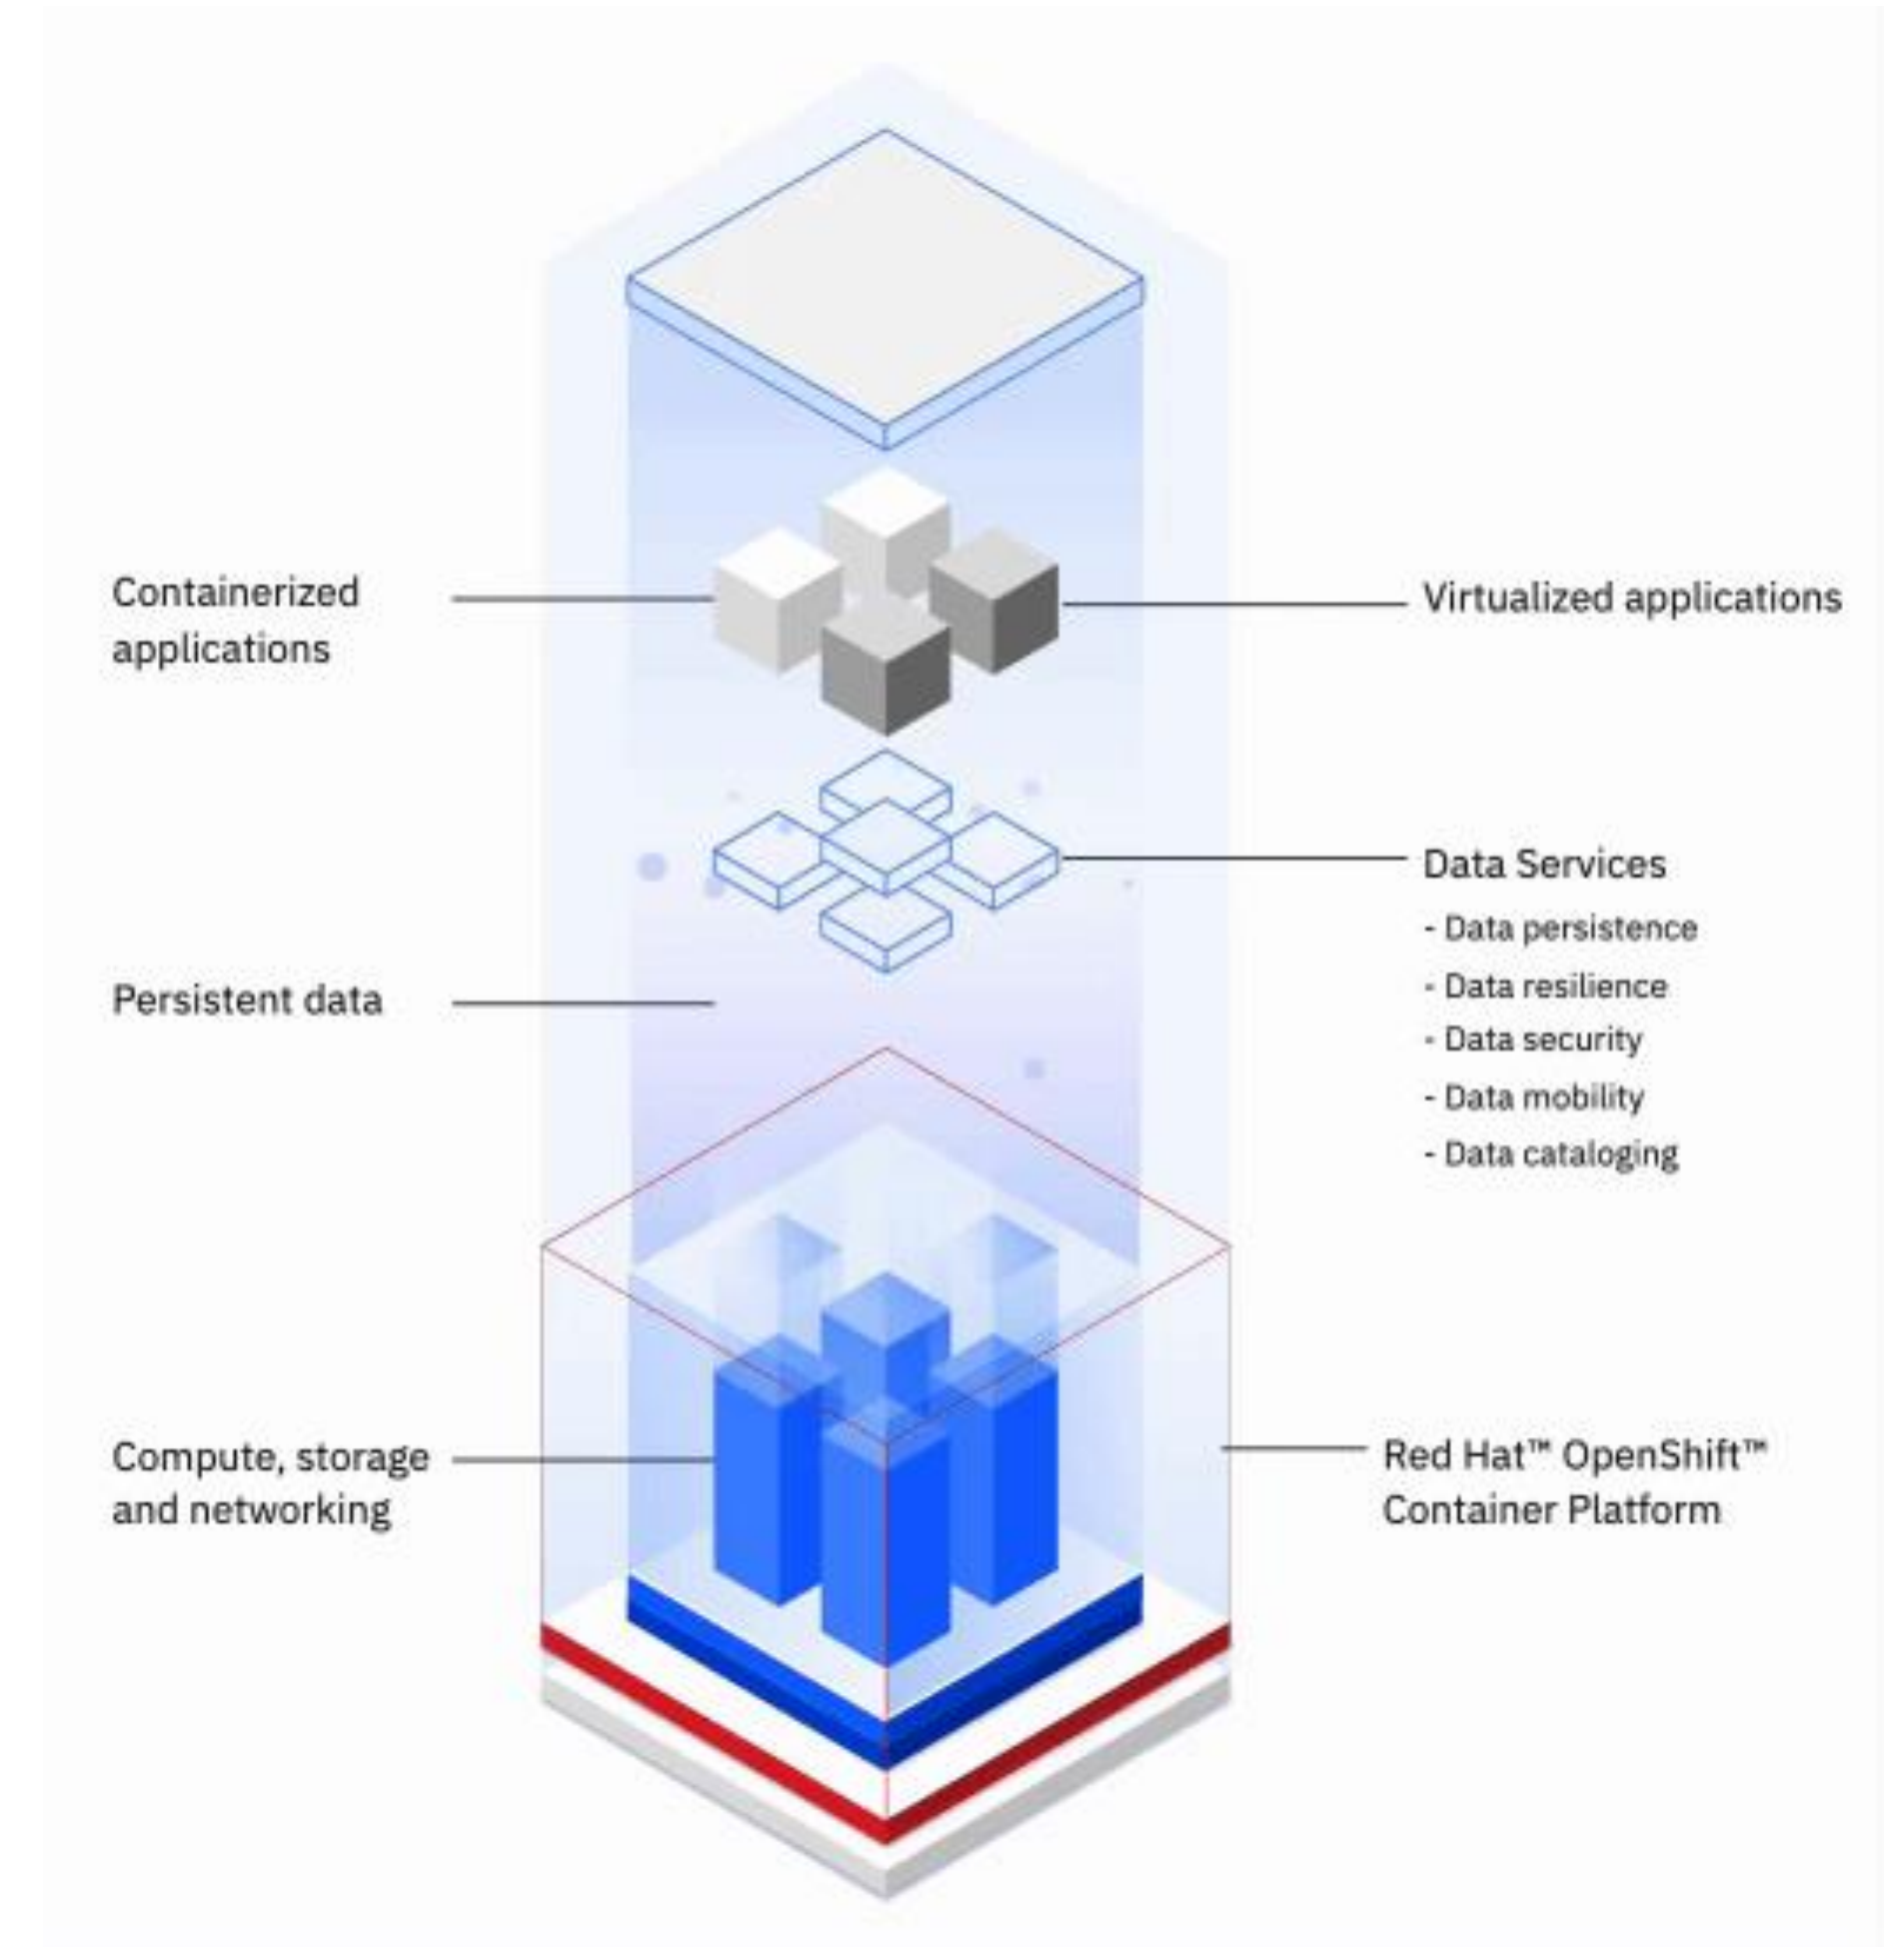 Containerized
applications
Virtualized applications
Data Services
- Data persistence
- Data resilience
- Data security
- Data mobility
- Data cataloging
Persistent data
Compute, storage
and networking
Red Hat™ OpenShift™
Container Platform